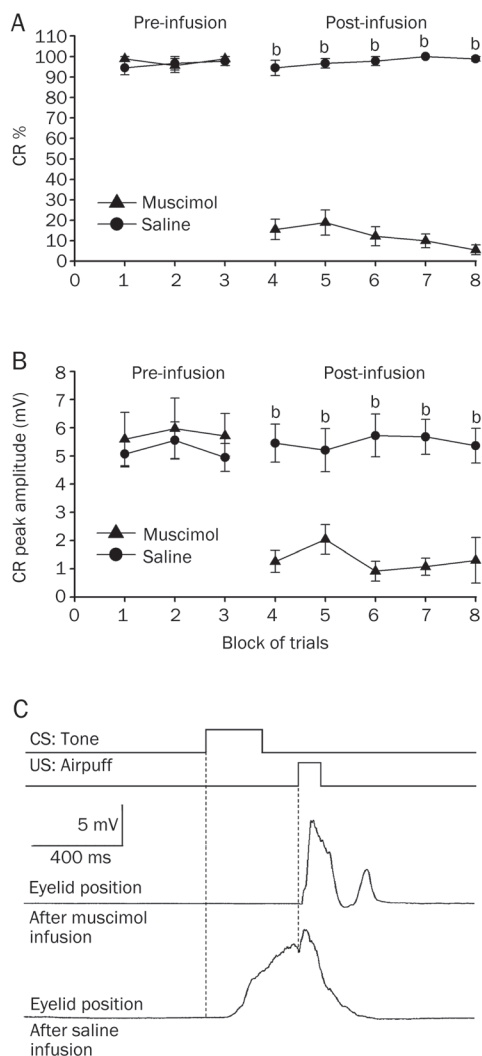 A
Pre-infusion
Post-infusion
110
100
90
80
70
60
50
40
30
20
10
0
CR %
b b b b b
Muscimol
Saline
0 1 2 3 4 5 6 7 8
B
Pre-infusion
Post-infusion
8
7
6
5
4
3
2
1
0
CR peak amplitude (mV)
b b b b b
Muscimol
Saline
0 1 2 3 4 5 6 7 8
Block of trials
C
CS: Tone
US: Airpuff
5 mV
400 ms
Eyelid position
After muscimol
infusion
Eyelid position
After saline
infusion